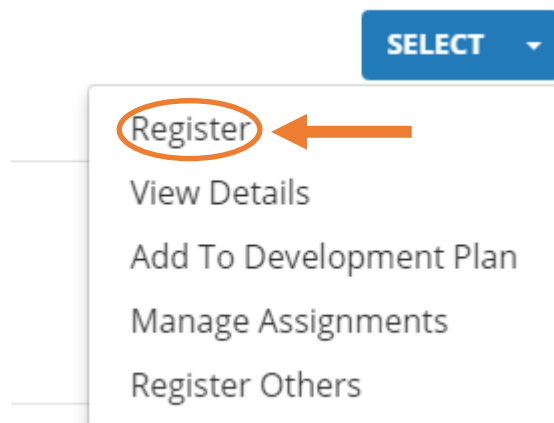 SELECT
Register
View Details
Add To Development Plan
Manage Assignments
Register Others